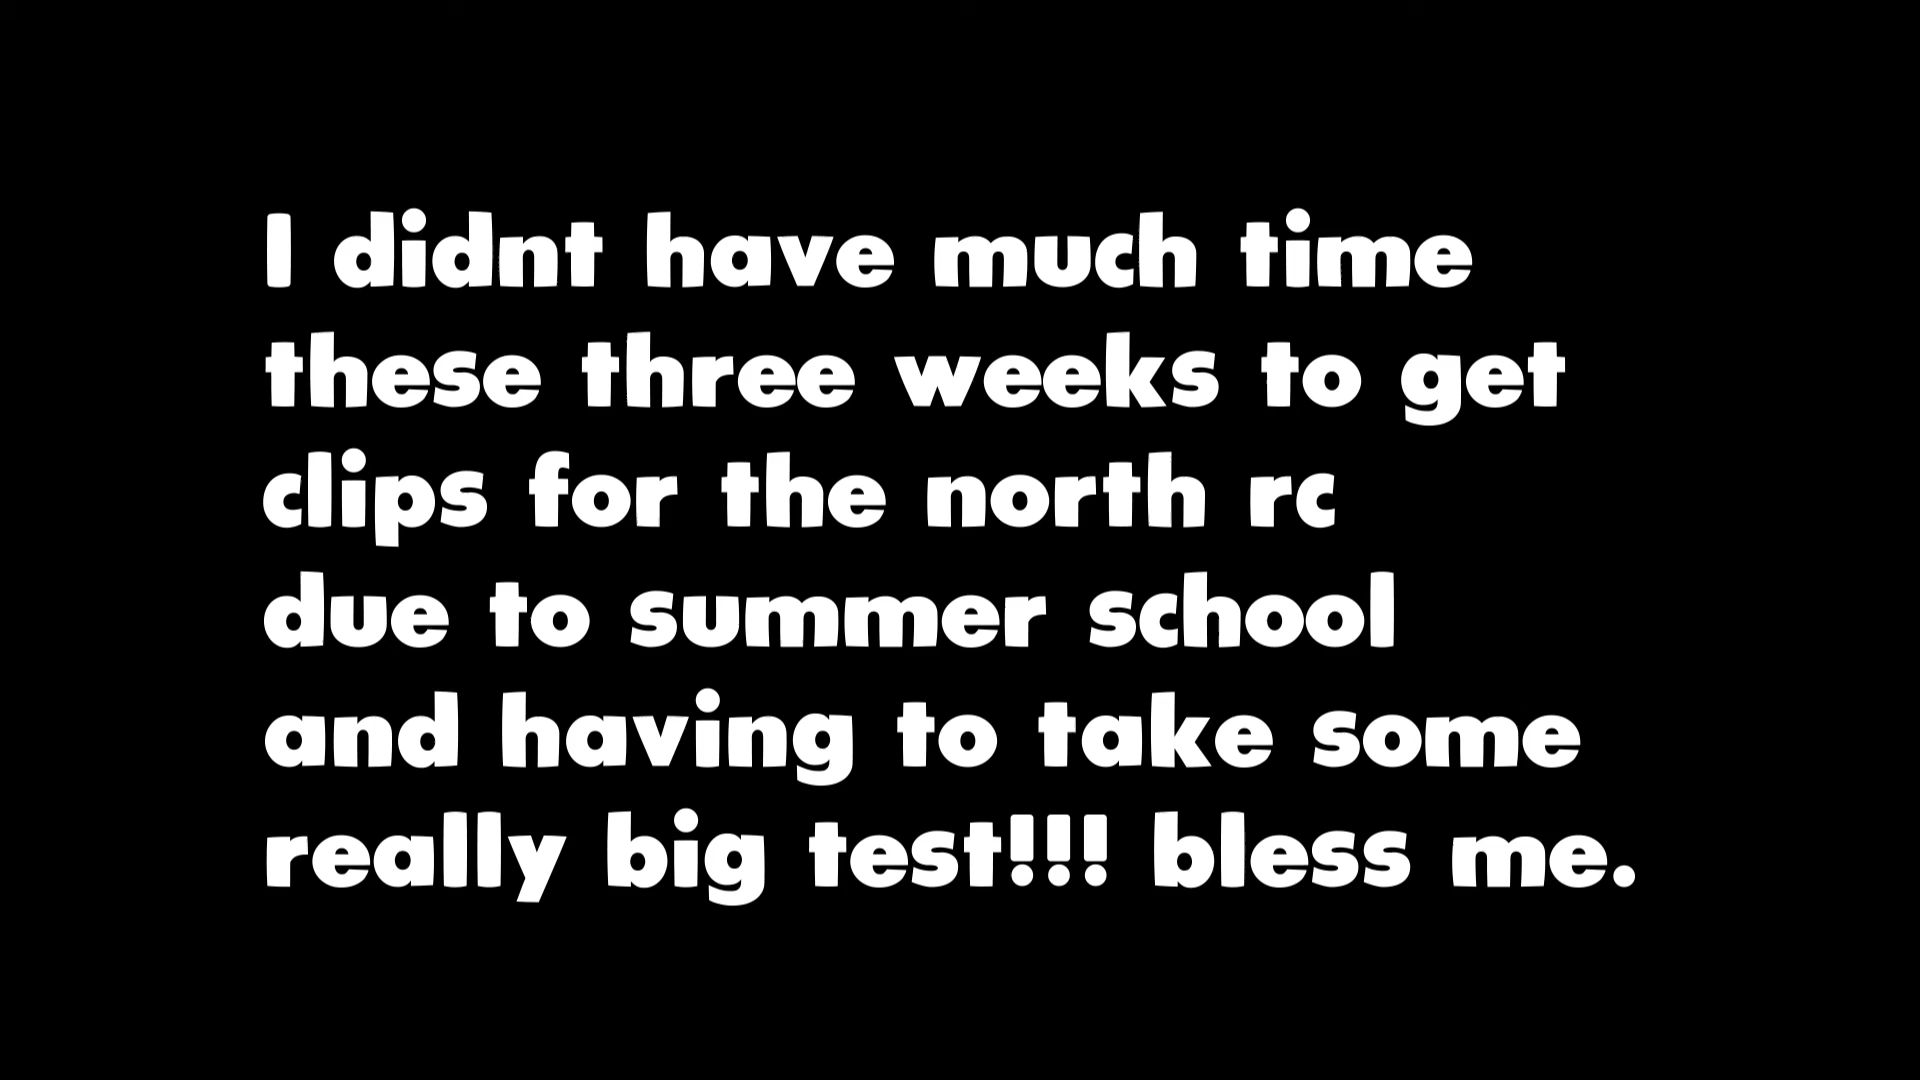 I didnt have much time
these three weeks to get
clips for the north rc
due to summer school
and having to take some
really big test!!! bless me.